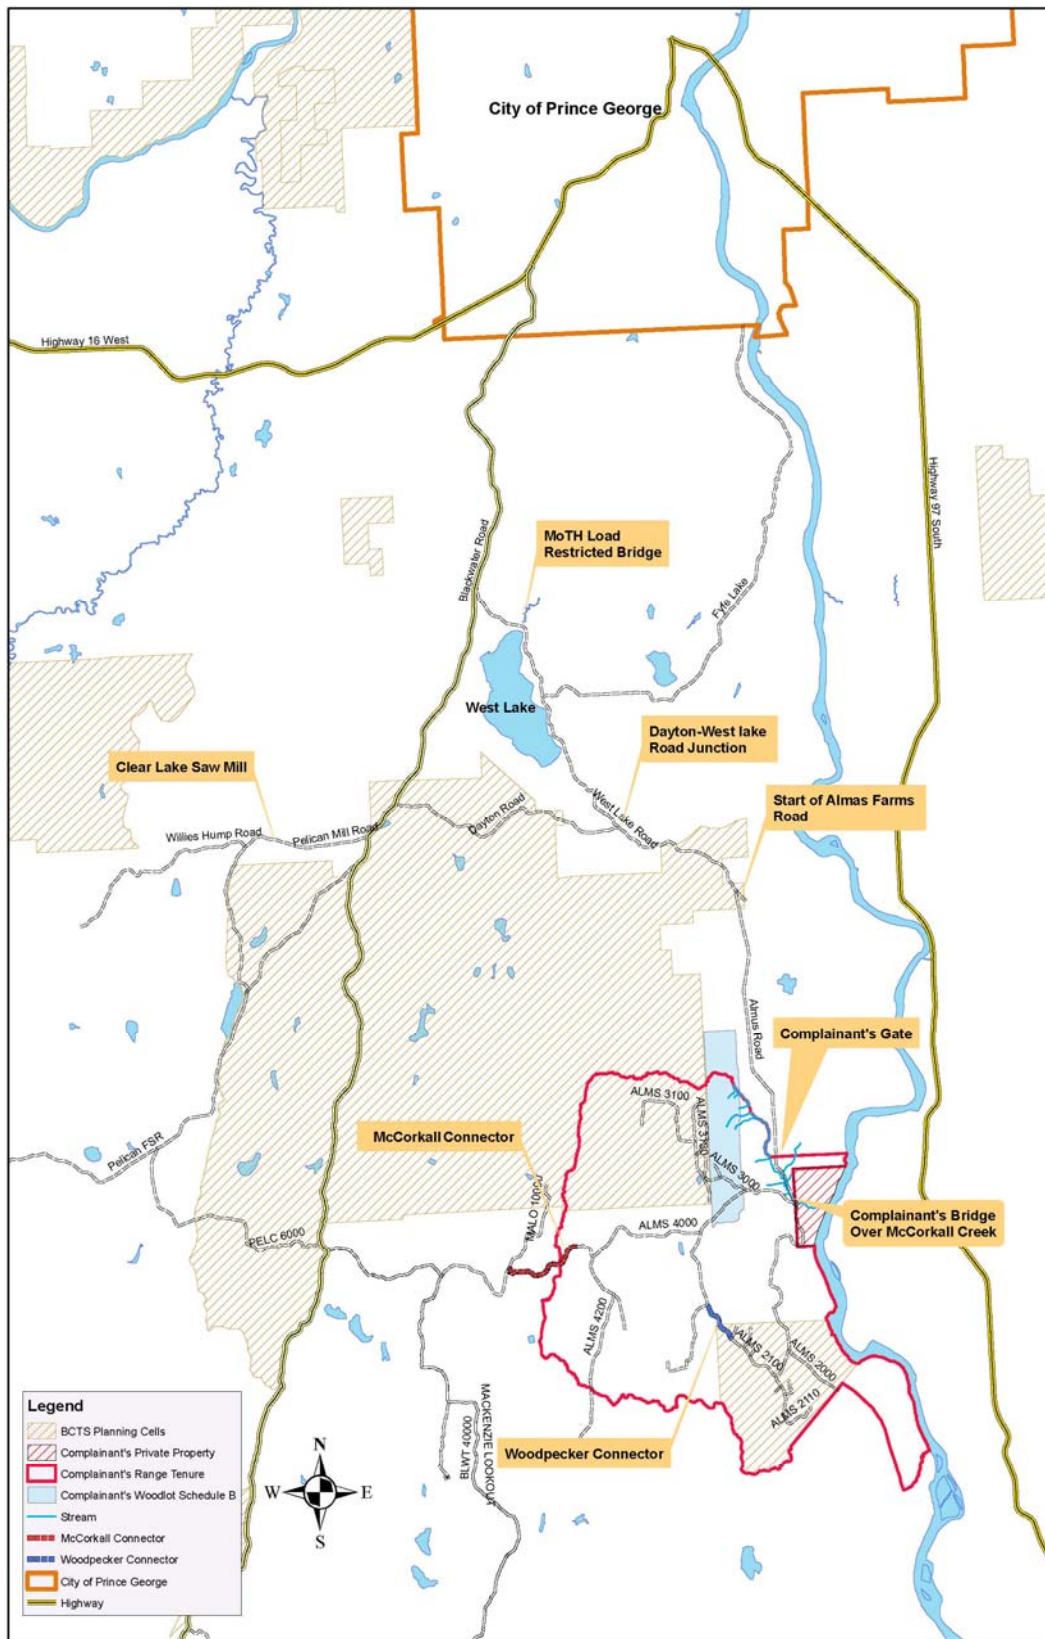 City of Prince George
Highway 16 West
Highway 97 South
Blackwater Road
MoTH Load
Restricted Bridge
Fyfe Lake
West Lake
Dayton-West lake
Road Junction
Clear Lake Saw Mill
Start of Almas Farms
Road
West Lake Road
Dayton Road
Willies Hump Road
Pelican Mill Road
Almus Road
Complainant's Gate
ALMS 3100
ALMS 3780
McCorkall Connector
ALMS 3000
Pelican FSR
MALO 1000
Complainant's Bridge
Over McCorkall Creek
ALMS 4000
PELC 6000
ALMS 4200
ALMS 2100
ALMS 2000
ALMS 2110
MACKENZIE LOOKOUT
BLWT 40000
Woodpecker Connector
Legend
BCTS Planning Cells
Complainant's Private Property
Complainant's Range Tenure
Complainant's Woodlot Schedule B
Stream
McCorkall Connector
Woodpecker Connector
City of Prince George
Highway
N
W
E
S